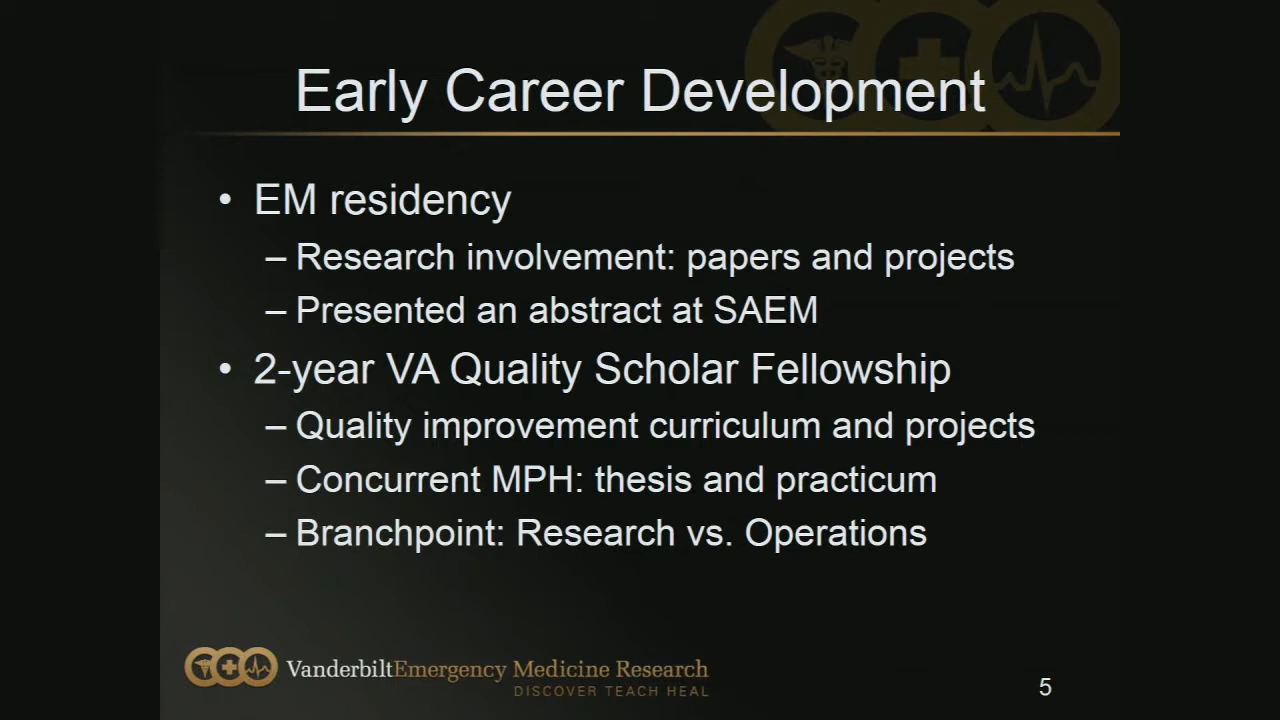 Early Career Development
• EM residency
– Research involvement: papers and projects
– Presented an abstract at SAEM
• 2-year VA Quality Scholar Fellowship
– Quality improvement curriculum and projects
– Concurrent MPH: thesis and practicum
– Branchpoint: Research vs. Operations
VanderbiltEmergency Medicine Research
DISCOVER TEACH HEAL
5